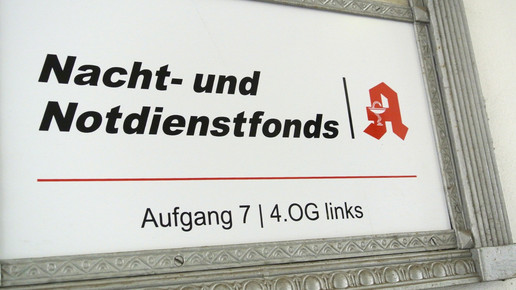 Nacht- und
Notdienstfonds A
Aufgang 7 | 4.OG links